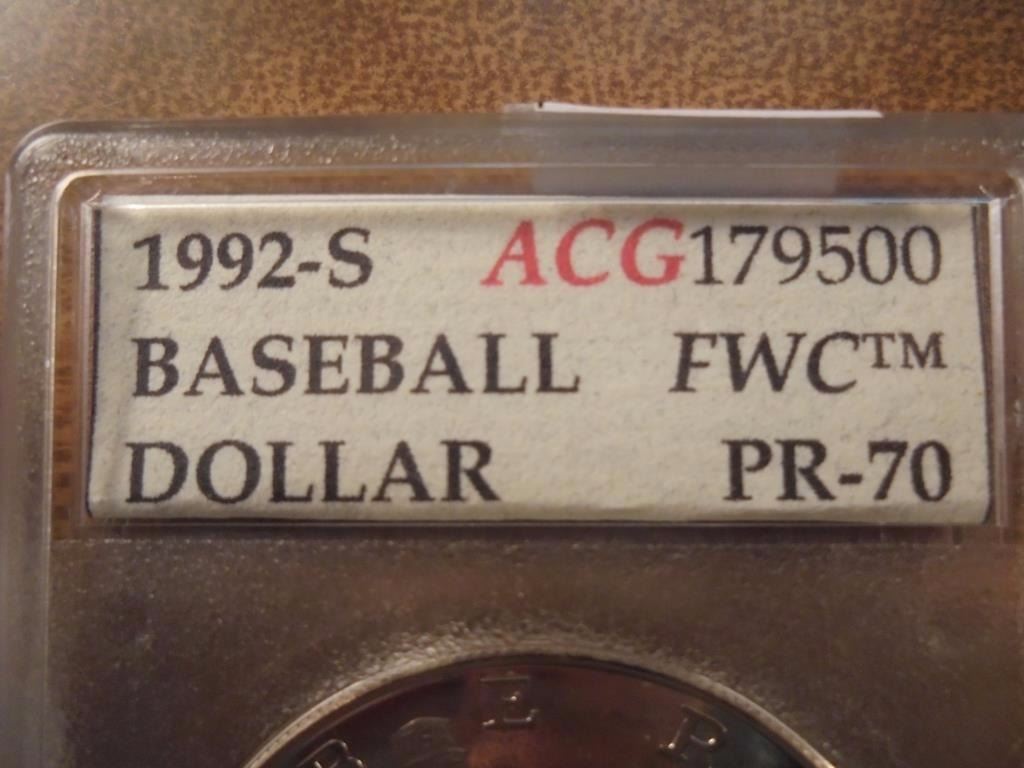 1992-S ACG179500
BASEBALL FWC™
DOLLAR PR-70
B E R